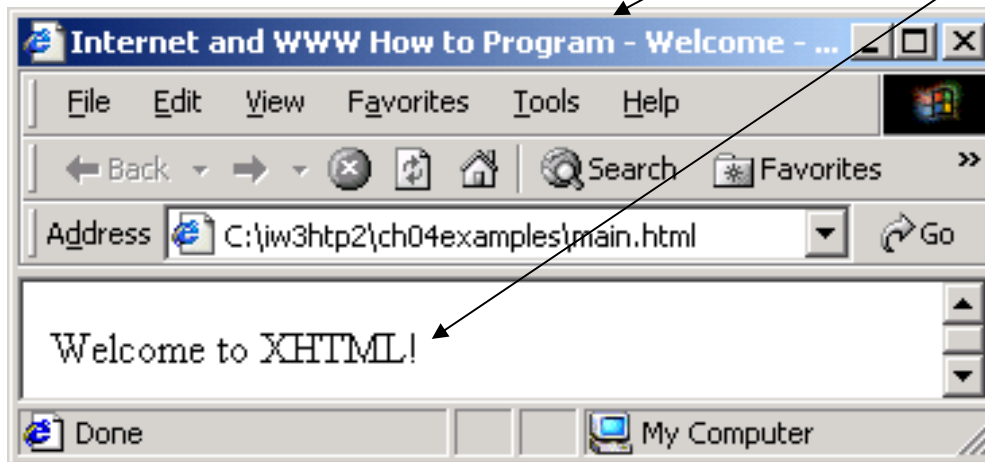 Internet and WWW How to Program - Welcome - ...
File Edit View Favorites Tools Help
Back Search Favorites »
Address C:\iw3htp2\ch04examples\main.html Go
Welcome to XHTML!
Done My Computer